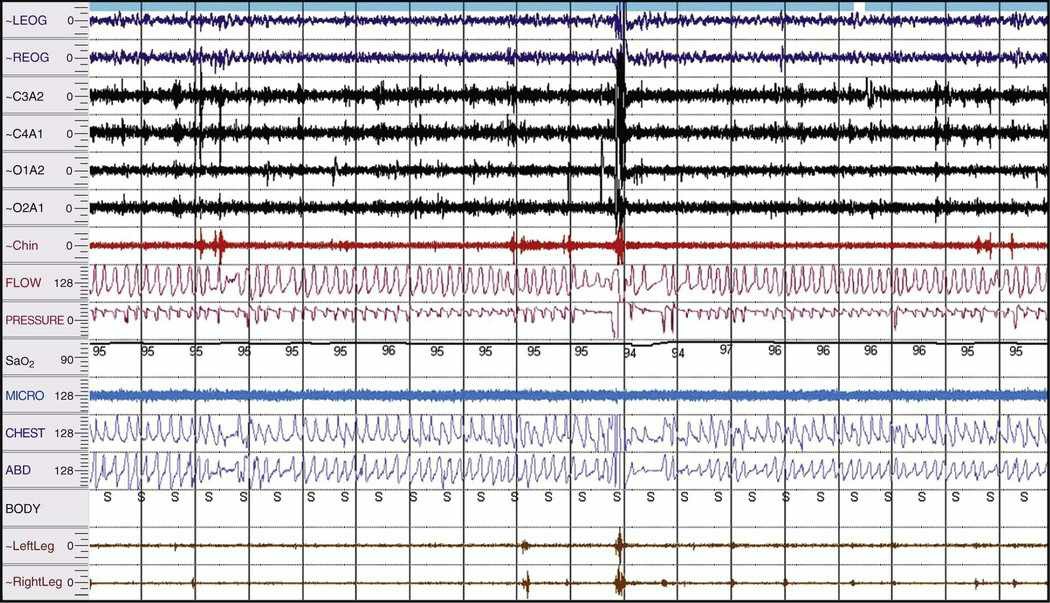 ~LEOG 0
~REOG 0
~C3A2 0
~C4A1 0
~O1A2 0
~O2A1 0
~Chin 0
FLOW 128
PRESSURE 0
SaO₂ 90 95 95 95 95 95 95 96 95 95 95 95 94 94 97 96 96 96 96 95 95
MICRO 128
CHEST 128
ABD 128
BODY S S S S S S S S S S S S S S S S S S S S S S S S S S S S
~LeftLeg 0
~RightLeg 0